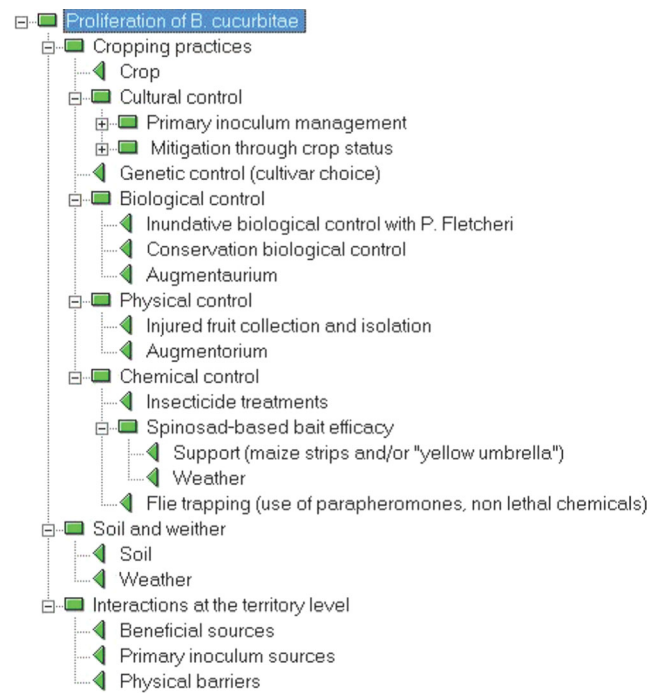 Proliferation of B. cucurbitae
Cropping practices
Crop
Cultural control
Primary inoculum management
Mitigation through crop status
Genetic control (cultivar choice)
Biological control
Inundative biological control with P. Fletcheri
Conservation biological control
Augmentaurium
Physical control
Injured fruit collection and isolation
Augmentorium
Chemical control
Insecticide treatments
Spinosad-based bait efficacy
Support (maize strips and/or "yellow umbrella")
Weather
Flie trapping (use of parapheromones, non lethal chemicals)
Soil and weither
Soil
Weather
Interactions at the territory level
Beneficial sources
Primary inoculum sources
Physical barriers